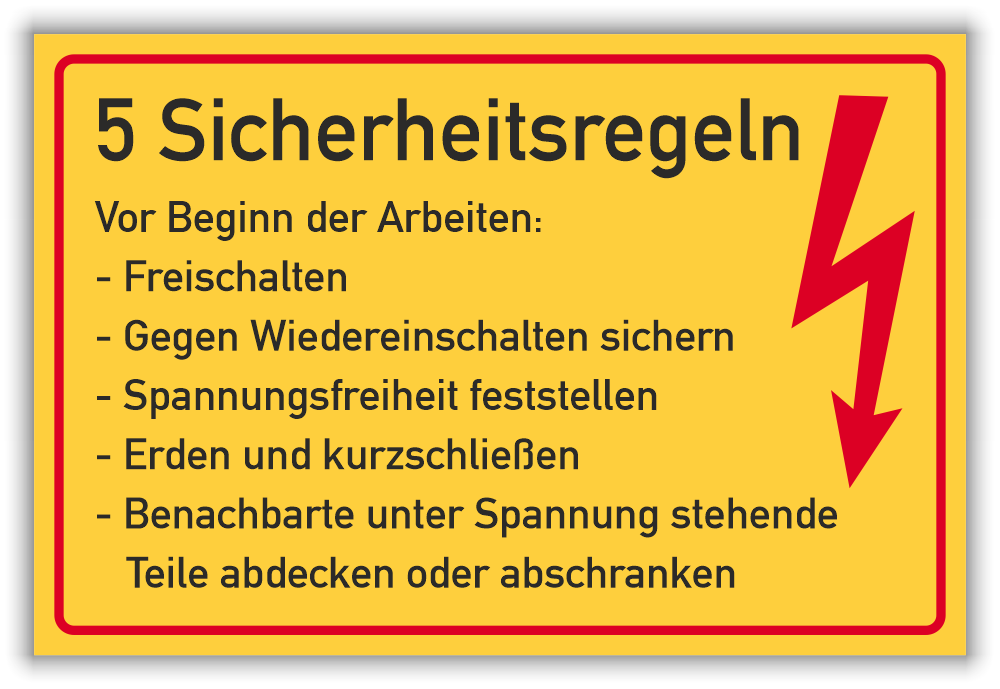 5 Sicherheitsregeln
Vor Beginn der Arbeiten:
- Freischalten
- Gegen Wiedereinschalten sichern
- Spannungsfreiheit feststellen
- Erden und kurzschließen
- Benachbarte unter Spannung stehende
Teile abdecken oder abschranken